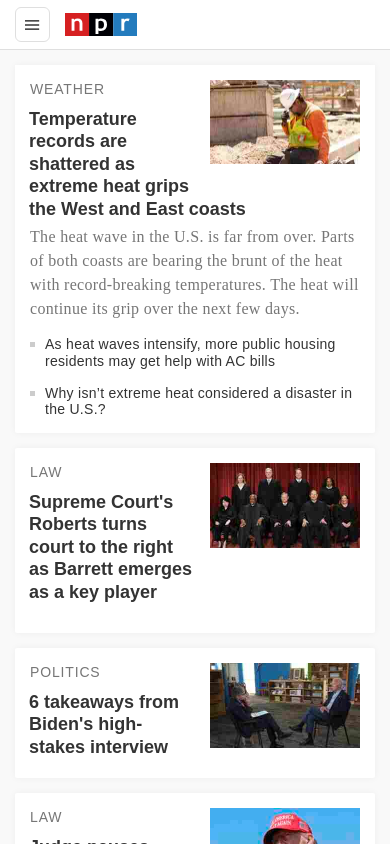 npr
WEATHER
Temperature
records are
shattered as
extreme heat grips
the West and East coasts
The heat wave in the U.S. is far from over. Parts
of both coasts are bearing the brunt of the heat
with record-breaking temperatures. The heat will
continue its grip over the next few days.
As heat waves intensify, more public housing
residents may get help with AC bills
Why isn’t extreme heat considered a disaster in
the U.S.?
LAW
Supreme Court's
Roberts turns
court to the right
as Barrett emerges
as a key player
POLITICS
6 takeaways from
Biden's high-
stakes interview
LAW